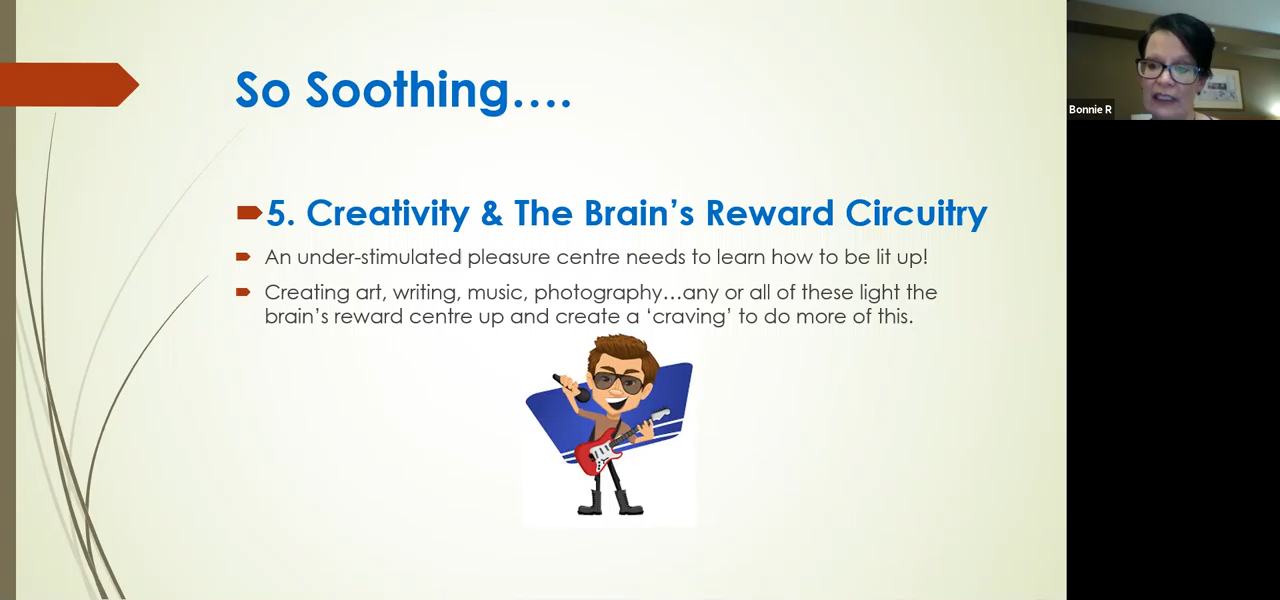 So Soothing….
5. Creativity & The Brain’s Reward Circuitry
An under-stimulated pleasure centre needs to learn how to be lit up!
Creating art, writing, music, photography…any or all of these light the
brain’s reward centre up and create a ‘craving’ to do more of this.
Bonnie R